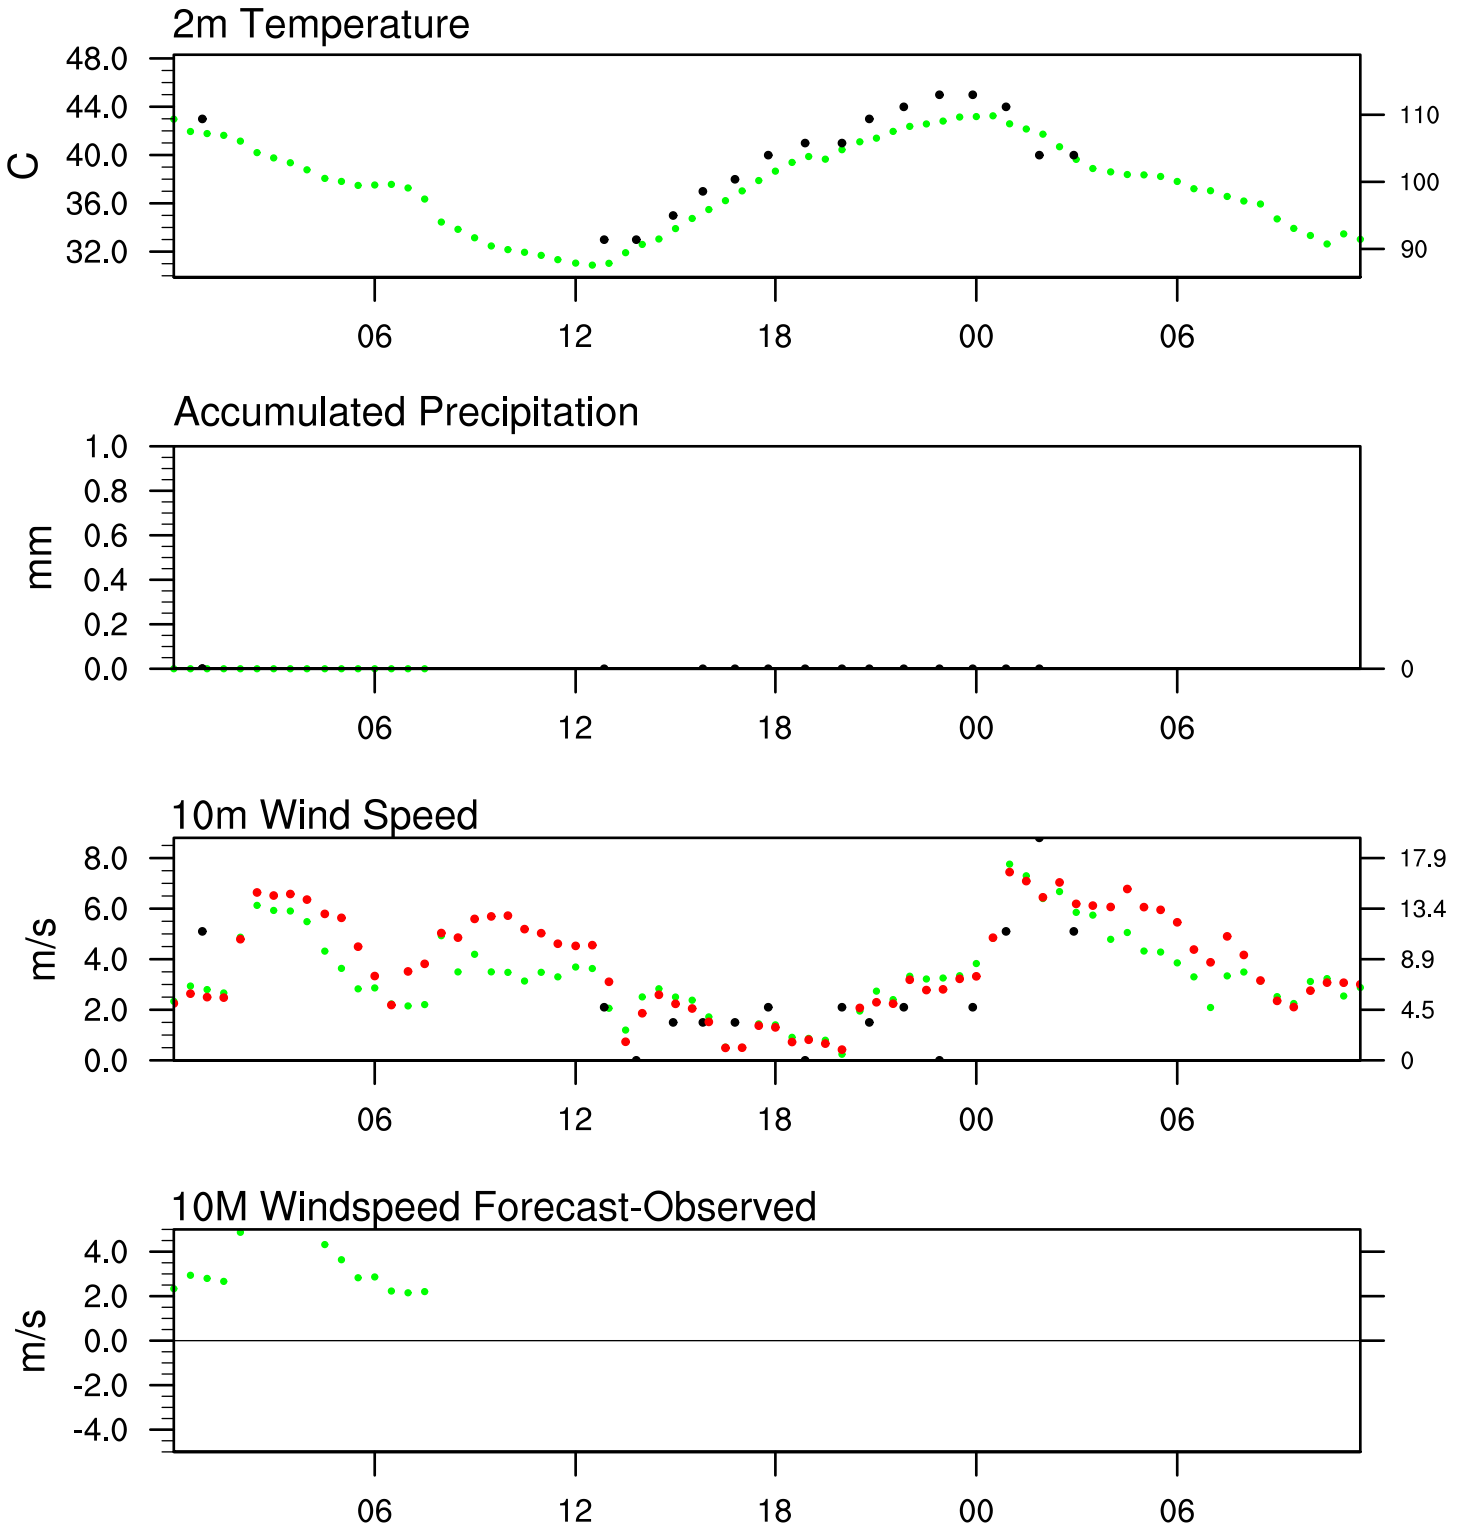 2m Temperature
48.0
44.0
40.0
36.0
32.0
C
110
100
90
06 12 18 00 06
Accumulated Precipitation
1.0
0.8
0.6
0.4
0.2
0.0
mm
0
06 12 18 00 06
10m Wind Speed
8.0
6.0
4.0
2.0
0.0
m/s
17.9
13.4
8.9
4.5
0
06 12 18 00 06
10M Windspeed Forecast-Observed
4.0
2.0
0.0
-2.0
-4.0
m/s
06 12 18 00 06